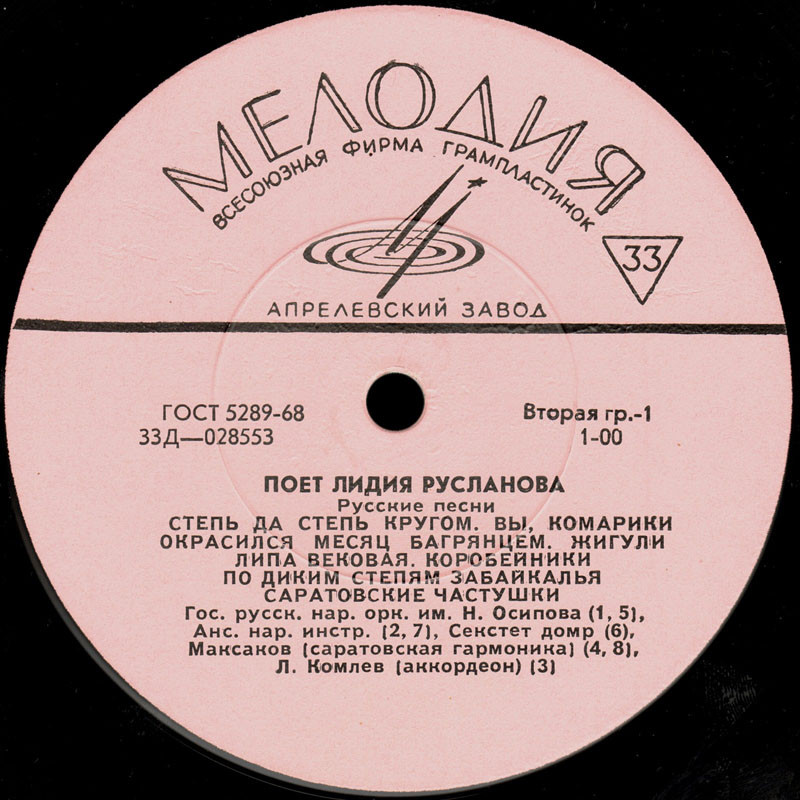 МЕЛОДИЯ
ВСЕСОЮЗНАЯ ФИРМА ГРАМПЛАСТИНОК
33
АПРЕЛЕВСКИЙ ЗАВОД
ГОСТ 5289-68
Вторая гр.-1
33Д—028553
1-00
ПОЕТ ЛИДИЯ РУСЛАНОВА
Русские песни
СТЕПЬ ДА СТЕПЬ КРУГОМ. ВЫ, КОМАРИКИ
ОКРАСИЛСЯ МЕСЯЦ БАГРЯНЦЕМ. ЖИГУЛИ
ЛИПА ВЕКОВАЯ. КОРОБЕЙНИКИ
ПО ДИКИМ СТЕПЯМ ЗАБАЙКАЛЬЯ
САРАТОВСКИЕ ЧАСТУШКИ
Гос. русск. нар. орк. им. Н. Осипова (1, 5),
Анс. нар. инстр. (2, 7), Секстет домр (6),
Максаков (саратовская гармоника) (4, 8),
Л. Комлев (аккордеон) (3)